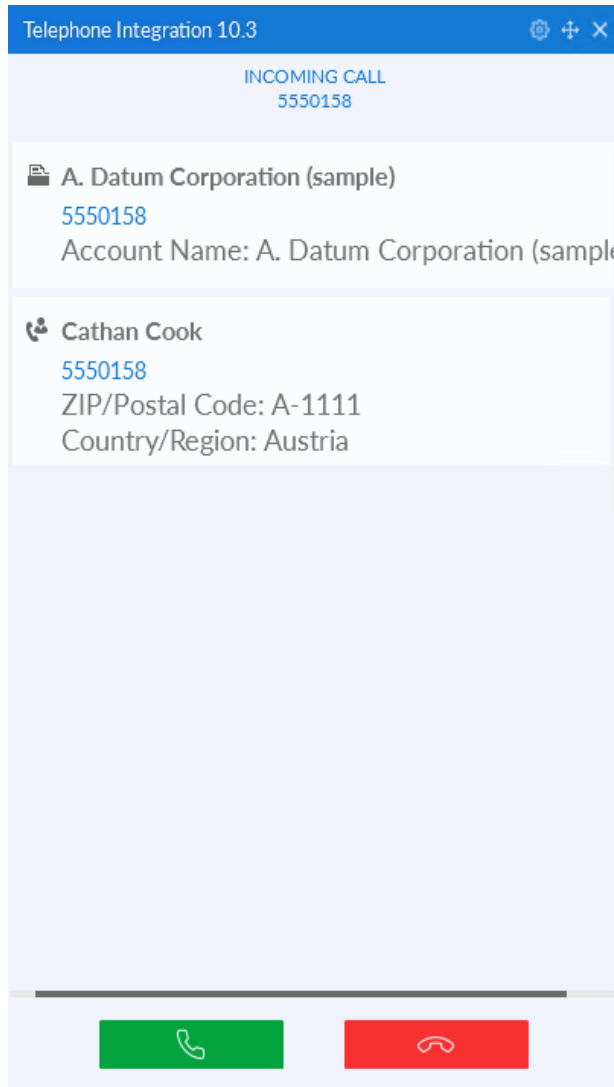 Telephone Integration 10.3
INCOMING CALL
5550158
A. Datum Corporation (sample)
5550158
Account Name: A. Datum Corporation (sample
Cathan Cook
5550158
ZIP/Postal Code: A-1111
Country/Region: Austria